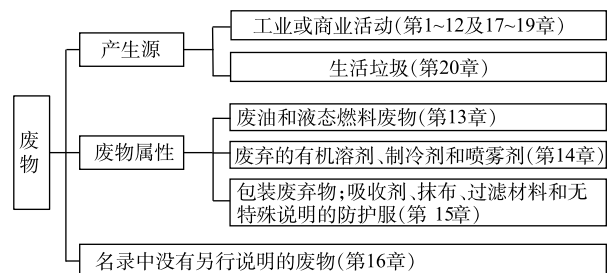 废物
产生源
工业或商业活动(第1~12及17~19章)
生活垃圾(第20章)
废物属性
废油和液态燃料废物(第13章)
废弃的有机溶剂、制冷剂和喷雾剂(第14章)
包装废弃物;吸收剂、抹布、过滤材料和无
特殊说明的防护服(第 15章)
名录中没有另行说明的废物(第16章)